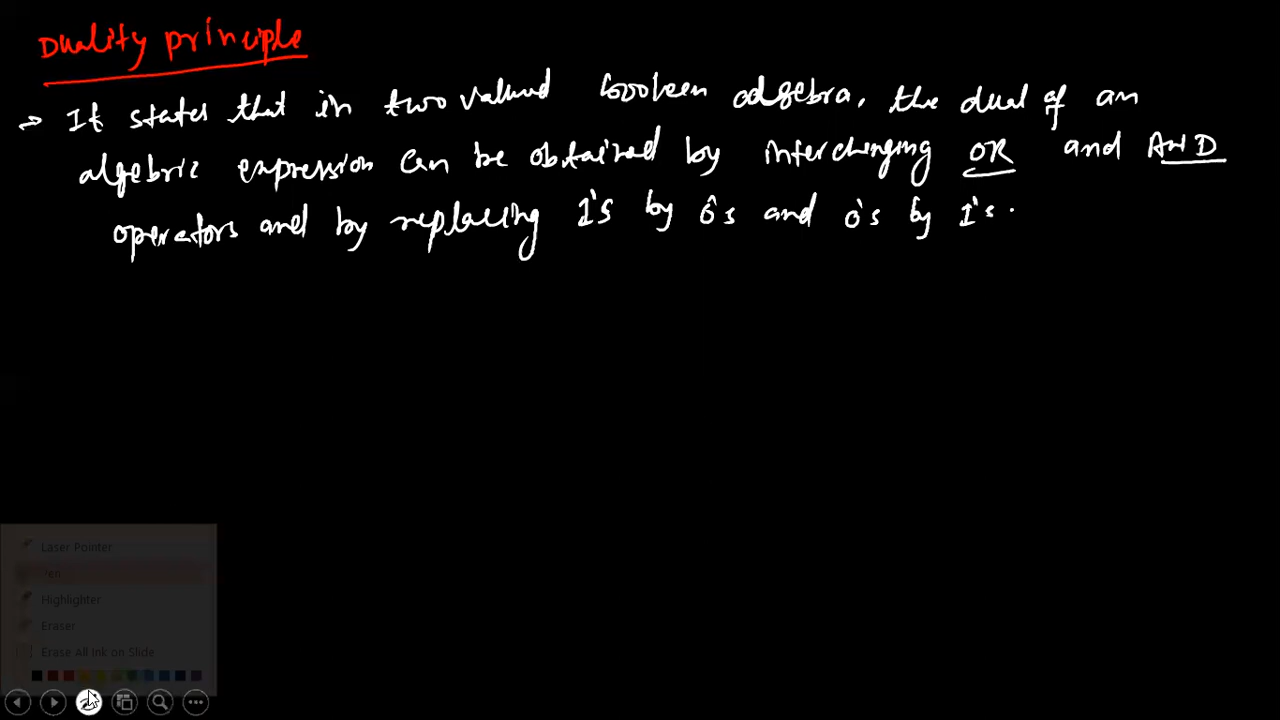 Duality principle
→ It states that in two valued boolean algebra, the dual of an
algebric expression can be obtained by interchanging OR and AND
operators and by replacing 1's by 0's and 0's by 1's.
Laser Pointer
Pen
Highlighter
Eraser
Erase All Ink on Slide